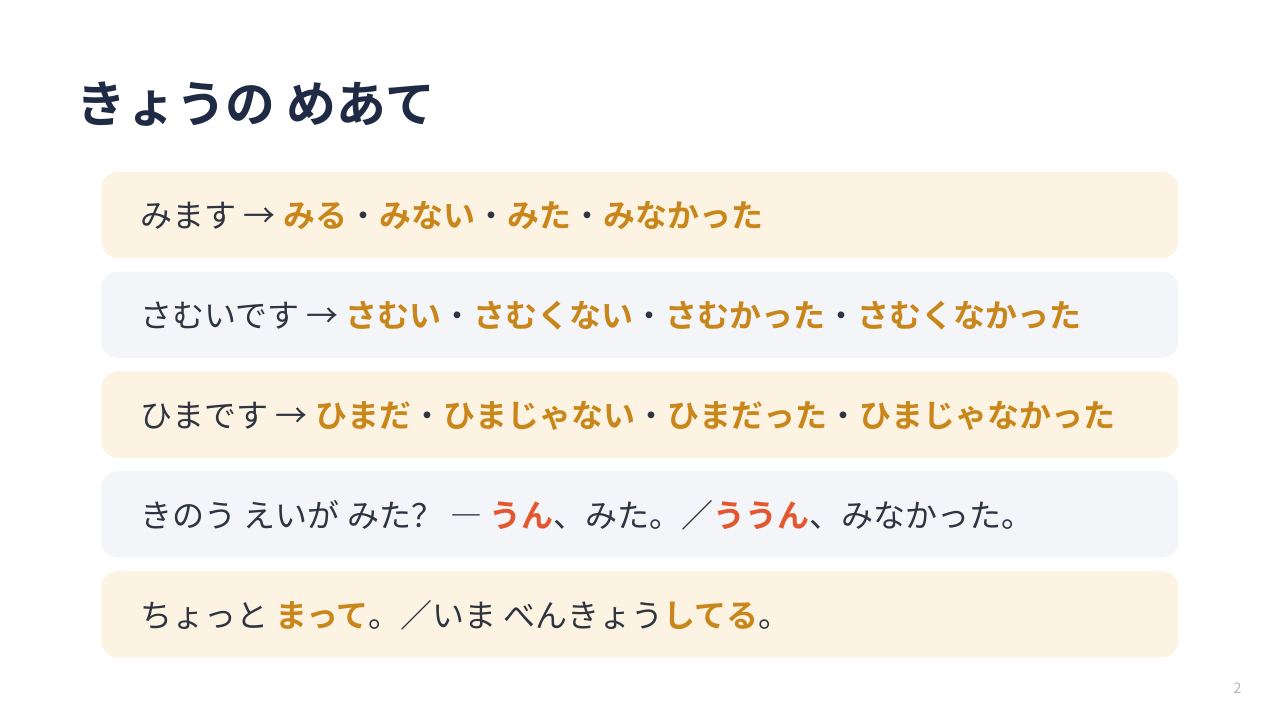 きょうの めあて
みます → みる・みない・みた・みなかった
さむいです → さむい・さむくない・さむかった・さむくなかった
ひまです → ひまだ・ひまじゃない・ひまだった・ひまじゃなかった
きのう えいが みた？ ― うん、みた。／ううん、みなかった。
ちょっと まって。／いま べんきょうしてる。
2